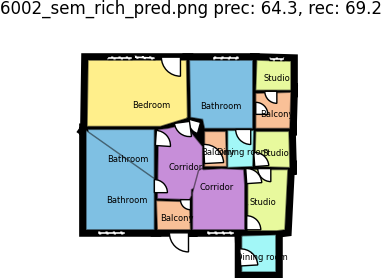 6002_sem_rich_pred.png prec: 64.3, rec: 69.2
Studio
Bedroom
Bathroom
Balcony
Dining room
Studio
Bathroom
Corridor
Corridor
Bathroom
Studio
Balcony
Dining room